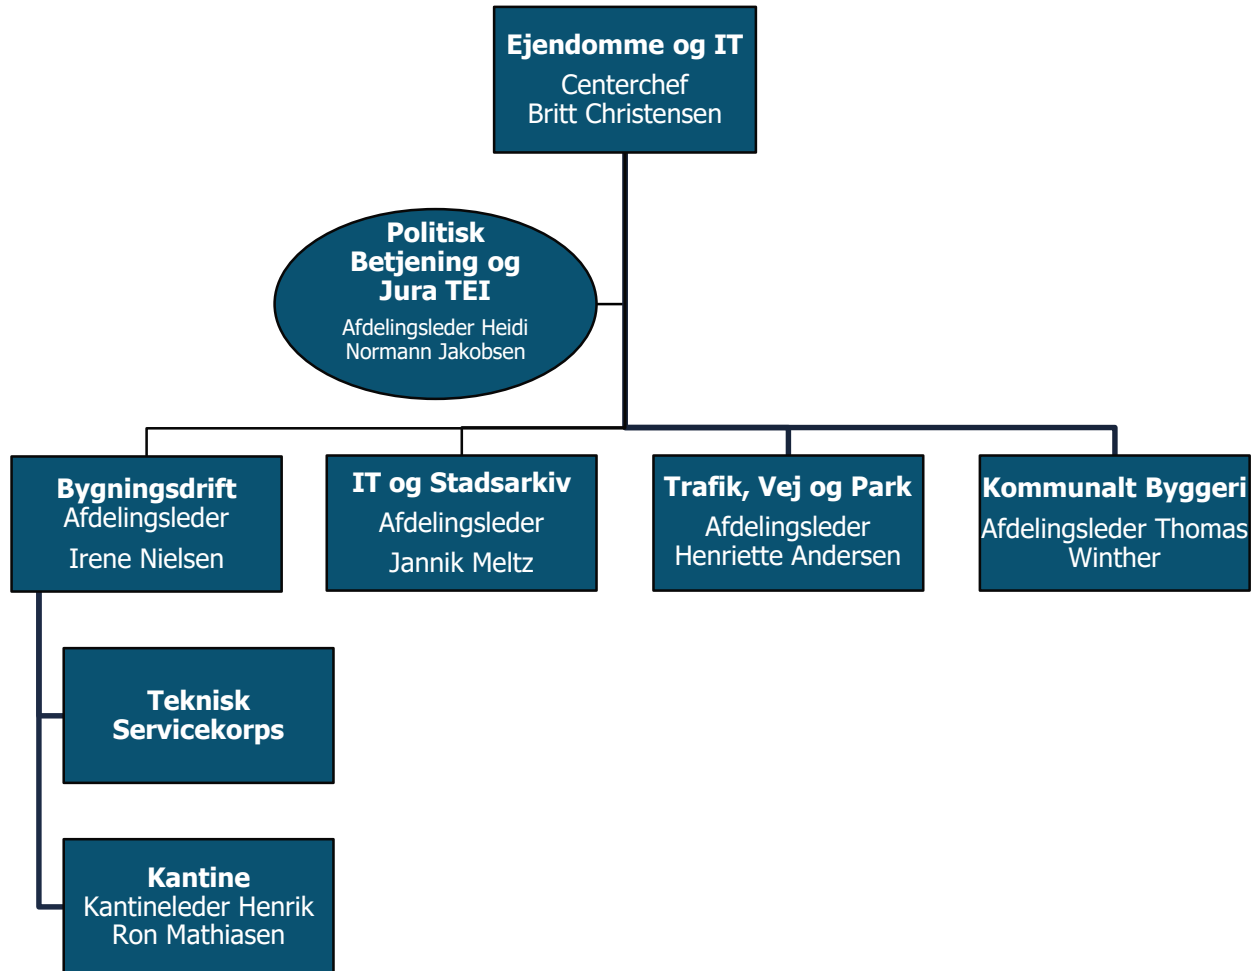 Ejendomme og IT
Centerchef
Britt Christensen
Politisk
Betjening og
Jura TEI
Afdelingsleder Heidi
Normann Jakobsen
Bygningsdrift
Afdelingsleder
Irene Nielsen
IT og Stadsarkiv
Afdelingsleder
Jannik Meltz
Trafik, Vej og Park
Afdelingsleder
Henriette Andersen
Kommunalt Byggeri
Afdelingsleder Thomas
Winther
Teknisk
Servicekorps
Kantine
Kantineleder Henrik
Ron Mathiasen